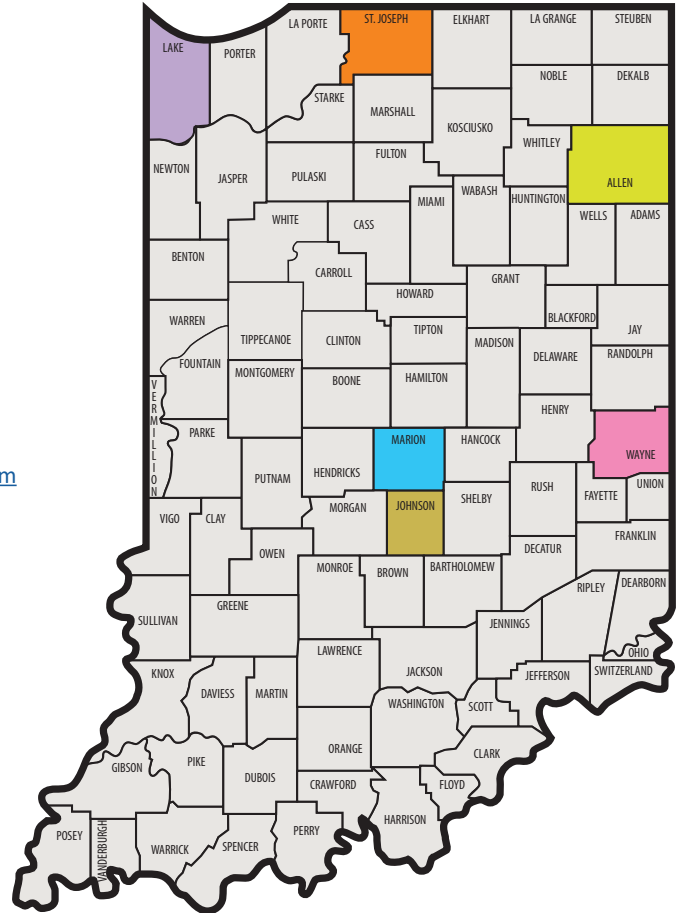 LAKE
PORTER
LA PORTE
ST. JOSEPH
ELKHART
LA GRANGE
STEUBEN
NOBLE
DEKALB
STARKE
MARSHALL
KOSCIUSKO
WHITLEY
ALLEN
NEWTON
JASPER
PULASKI
FULTON
MIAMI
WABASH
HUNTINGTON
WELLS
ADAMS
WHITE
CASS
BENTON
CARROLL
GRANT
HOWARD
BLACKFORD
JAY
WARREN
TIPPECANOE
CLINTON
TIPTON
MADISON
DELAWARE
RANDOLPH
FOUNTAIN
MONTGOMERY
BOONE
HAMILTON
HENRY
VERMILLION
PARKE
HENDRICKS
MARION
HANCOCK
WAYNE
m
PUTNAM
MORGAN
JOHNSON
SHELBY
RUSH
FAYETTE
UNION
VIGO
CLAY
OWEN
FRANKLIN
DECATUR
MONROE
BROWN
BARTHOLOMEW
RIPLEY
DEARBORN
SULLIVAN
GREENE
JENNINGS
OHIO
LAWRENCE
JACKSON
JEFFERSON
SWITZERLAND
KNOX
DAVIESS
MARTIN
WASHINGTON
SCOTT
ORANGE
CLARK
GIBSON
PIKE
DUBOIS
CRAWFORD
FLOYD
HARRISON
POSEY
VANDERBURGH
WARRICK
SPENCER
PERRY